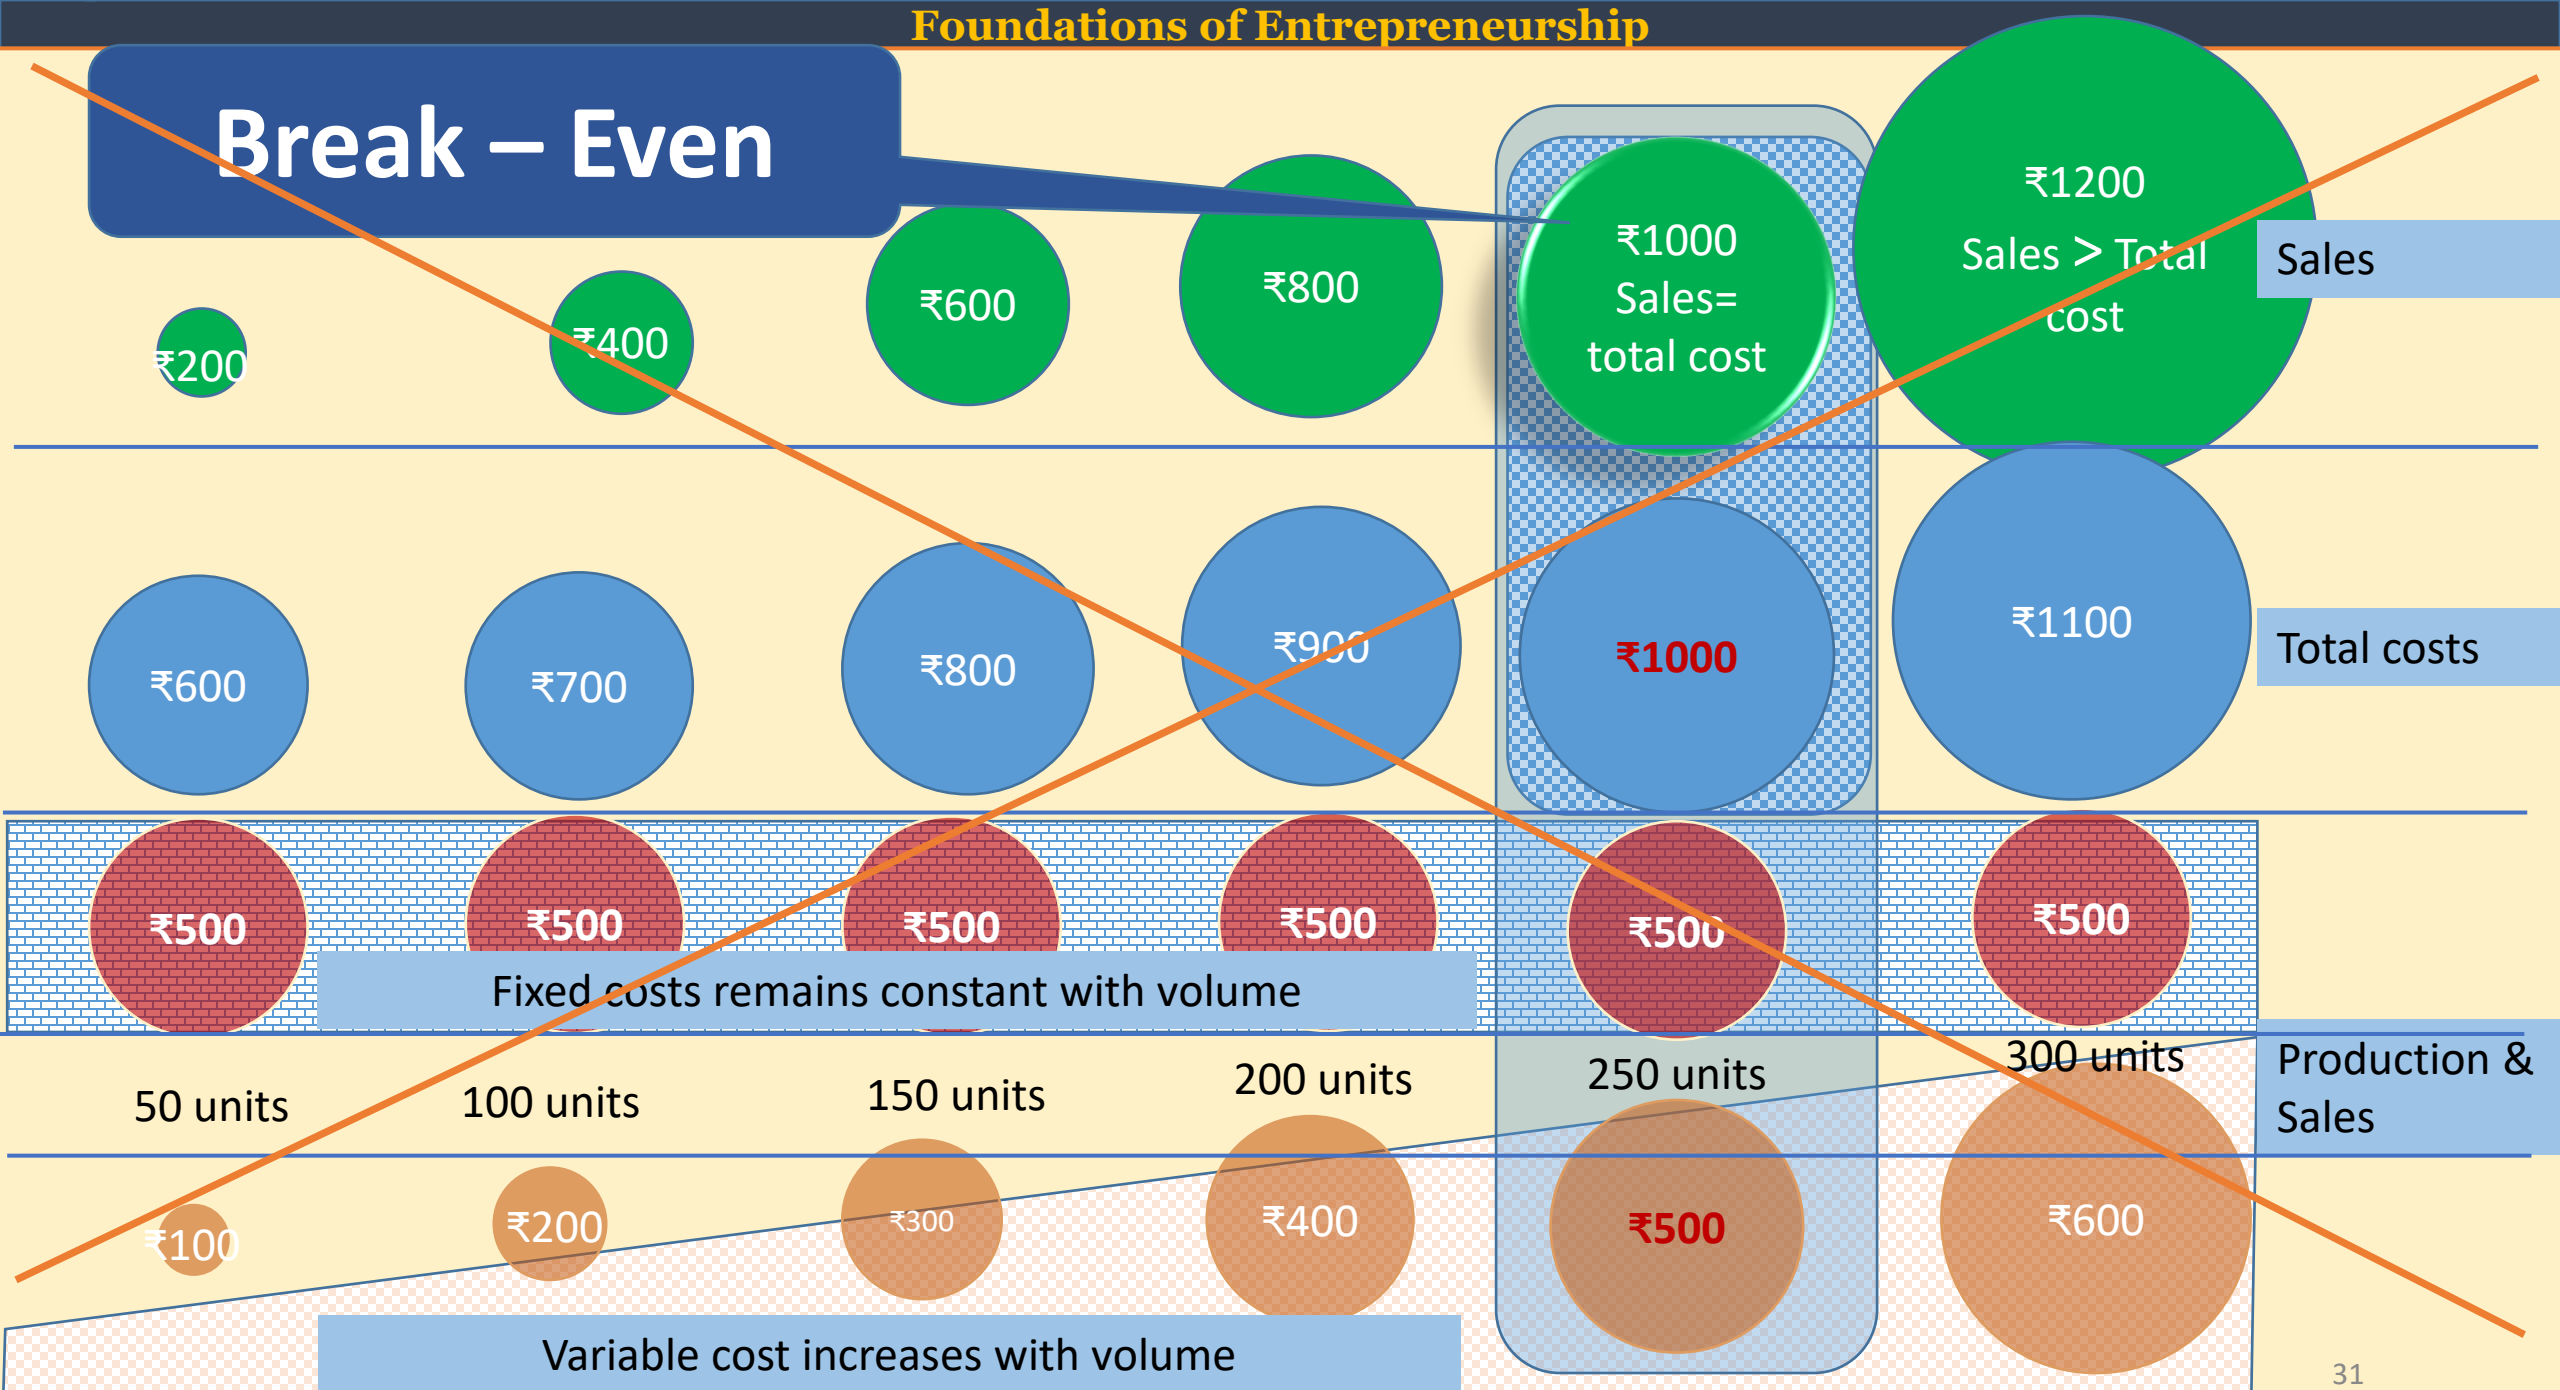 Foundations of Entrepreneurship
Break – Even
₹200
₹400
₹600
₹800
₹1000
Sales=
total cost
₹1200
Sales > Total
cost
Sales
₹600
₹700
₹800
₹900
₹1000
₹1100
Total costs
₹500
₹500
₹500
₹500
₹500
₹500
Fixed costs remains constant with volume
50 units
100 units
150 units
200 units
250 units
300 units
Production &
Sales
₹100
₹200
₹300
₹400
₹500
₹600
Variable cost increases with volume
31